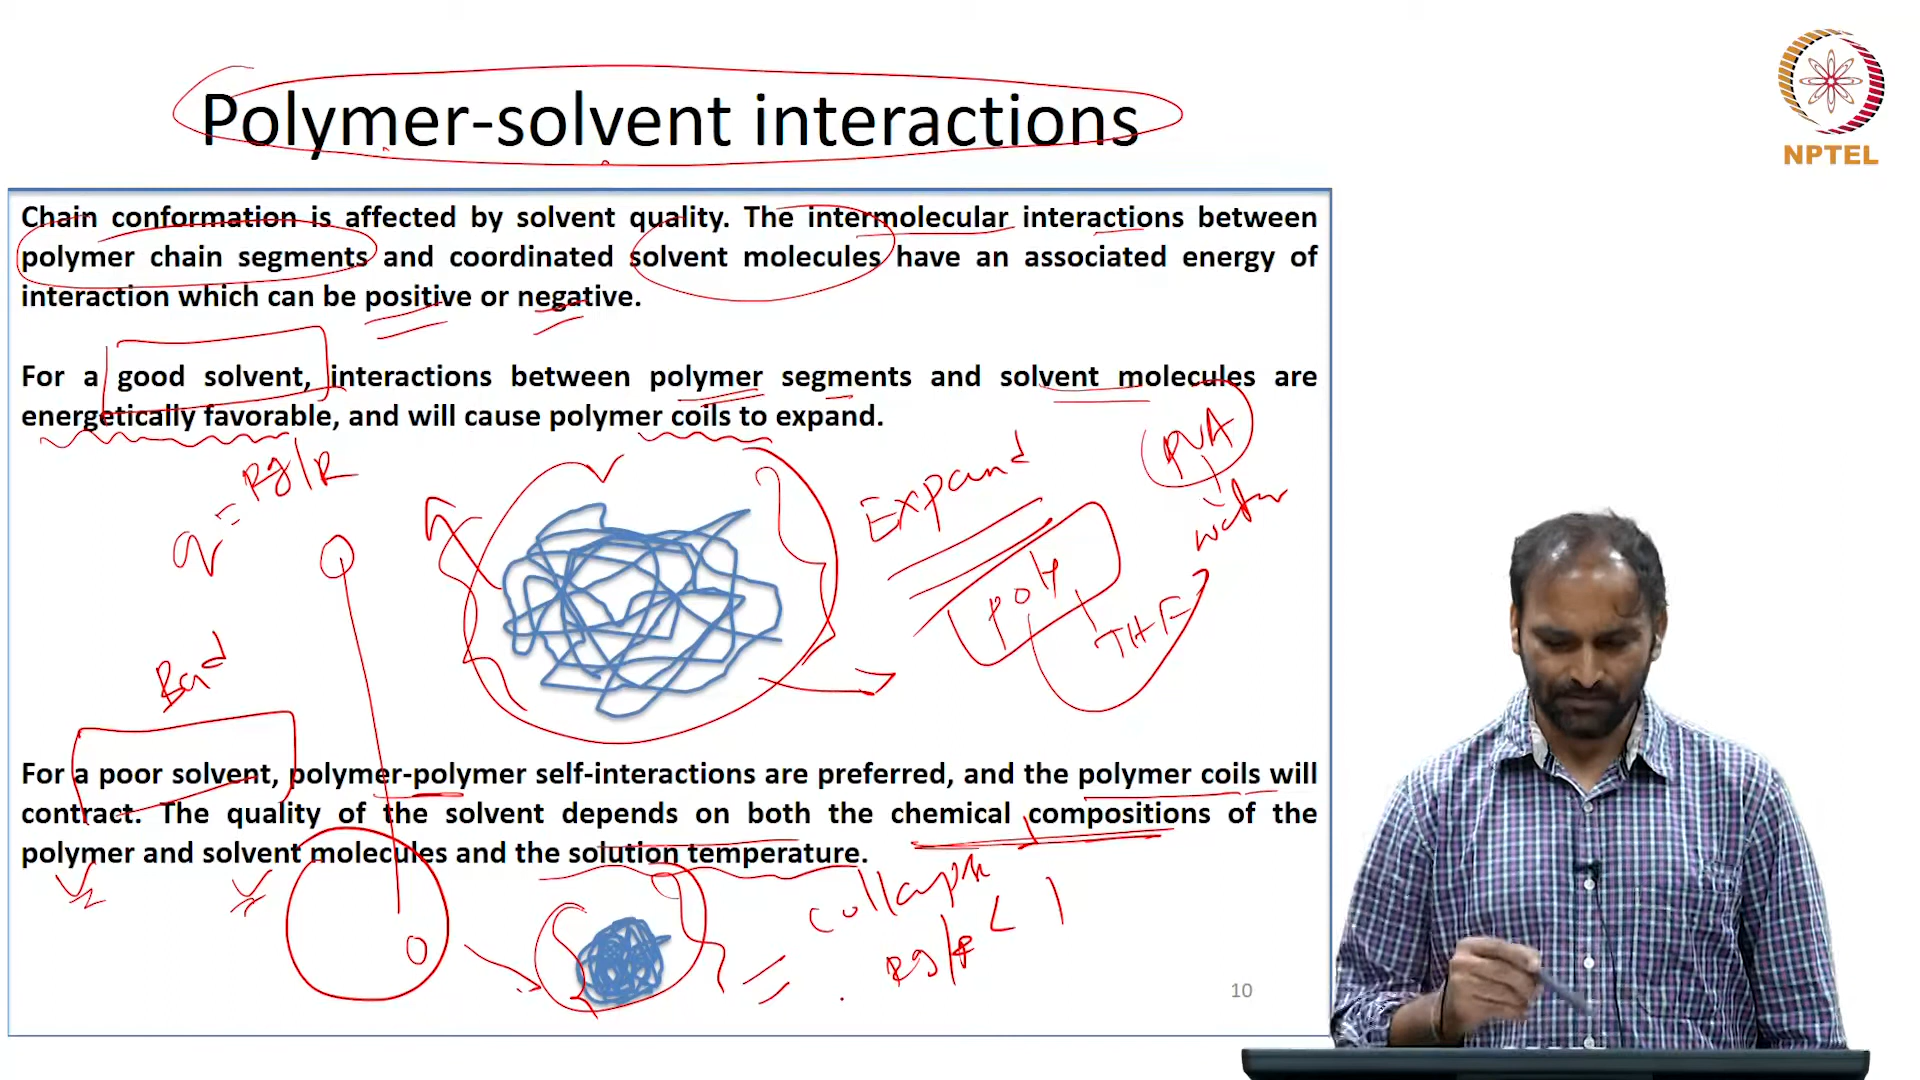 Polymer-solvent interactions
NPTEL
Chain conformation is affected by solvent quality. The intermolecular interactions between
polymer chain segments and coordinated solvent molecules have an associated energy of
interaction which can be positive or negative.
For a good solvent, interactions between polymer segments and solvent molecules are
energetically favorable, and will cause polymer coils to expand.
q = Rg/R
Expand
PVA
water
Poly
THF
Bad
For a poor solvent, polymer-polymer self-interactions are preferred, and the polymer coils will
contract. The quality of the solvent depends on both the chemical compositions of the
polymer and solvent molecules and the solution temperature.
Rg/R < 1
10